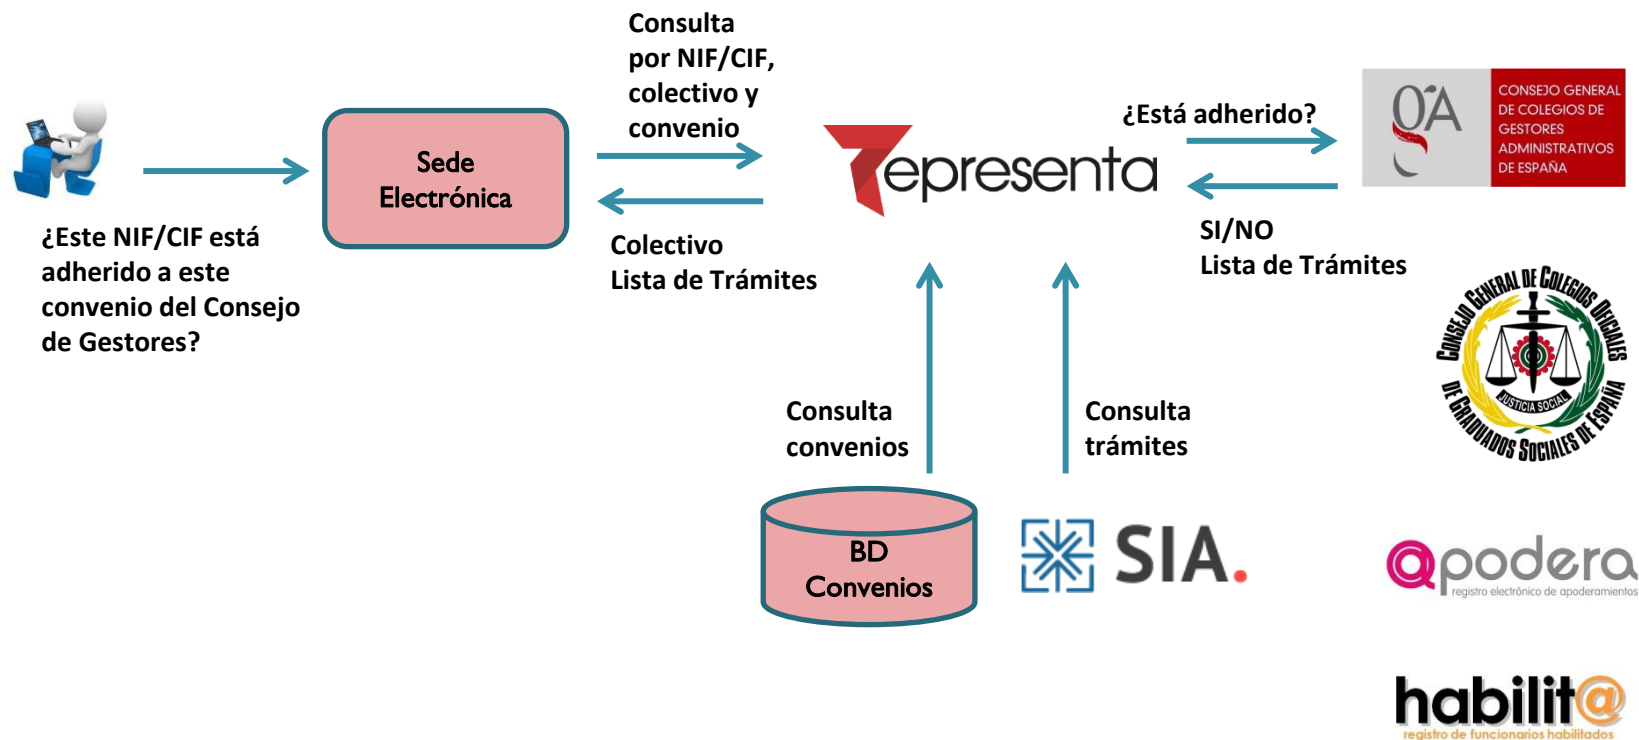 Consulta
por NIF/CIF,
colectivo y
convenio
¿Está adherido?
gA
CONSEJO GENERAL
DE COLEGIOS DE
GESTORES
ADMINISTRATIVOS
DE ESPAÑA
Sede
Electrónica
Representa
¿Este NIF/CIF está
adherido a este
convenio del Consejo
de Gestores?
Colectivo
Lista de Trámites
SI/NO
Lista de Trámites
CONSEJO GENERAL DE COLEGIOS OFICIALES
DE GRADUADOS SOCIALES DE ESPAÑA
JUSTICIA SOCIAL
Consulta
convenios
Consulta
trámites
BD
Convenios
SIA.
@podera
registro electrónico de apoderamientos
habilit@
registro de funcionarios habilitados